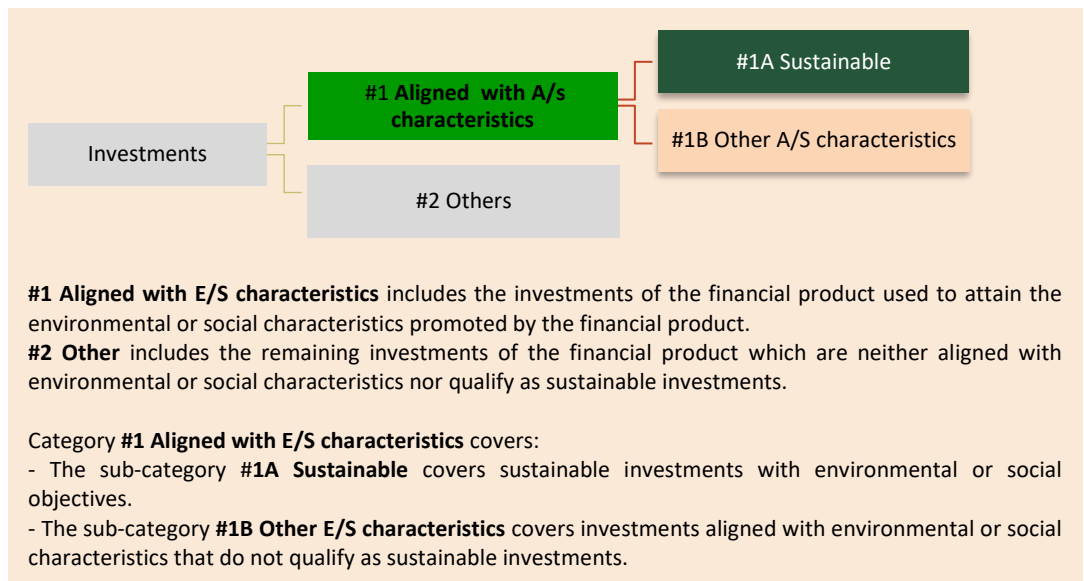 #1A Sustainable
#1 Aligned with A/s
characteristics
#1B Other A/S characteristics
Investments
#2 Others
#1 Aligned with E/S characteristics includes the investments of the financial product used to attain the
environmental or social characteristics promoted by the financial product.
#2 Other includes the remaining investments of the financial product which are neither aligned with
environmental or social characteristics nor qualify as sustainable investments.
Category #1 Aligned with E/S characteristics covers:
- The sub-category #1A Sustainable covers sustainable investments with environmental or social
objectives.
- The sub-category #1B Other E/S characteristics covers investments aligned with environmental or social
characteristics that do not qualify as sustainable investments.